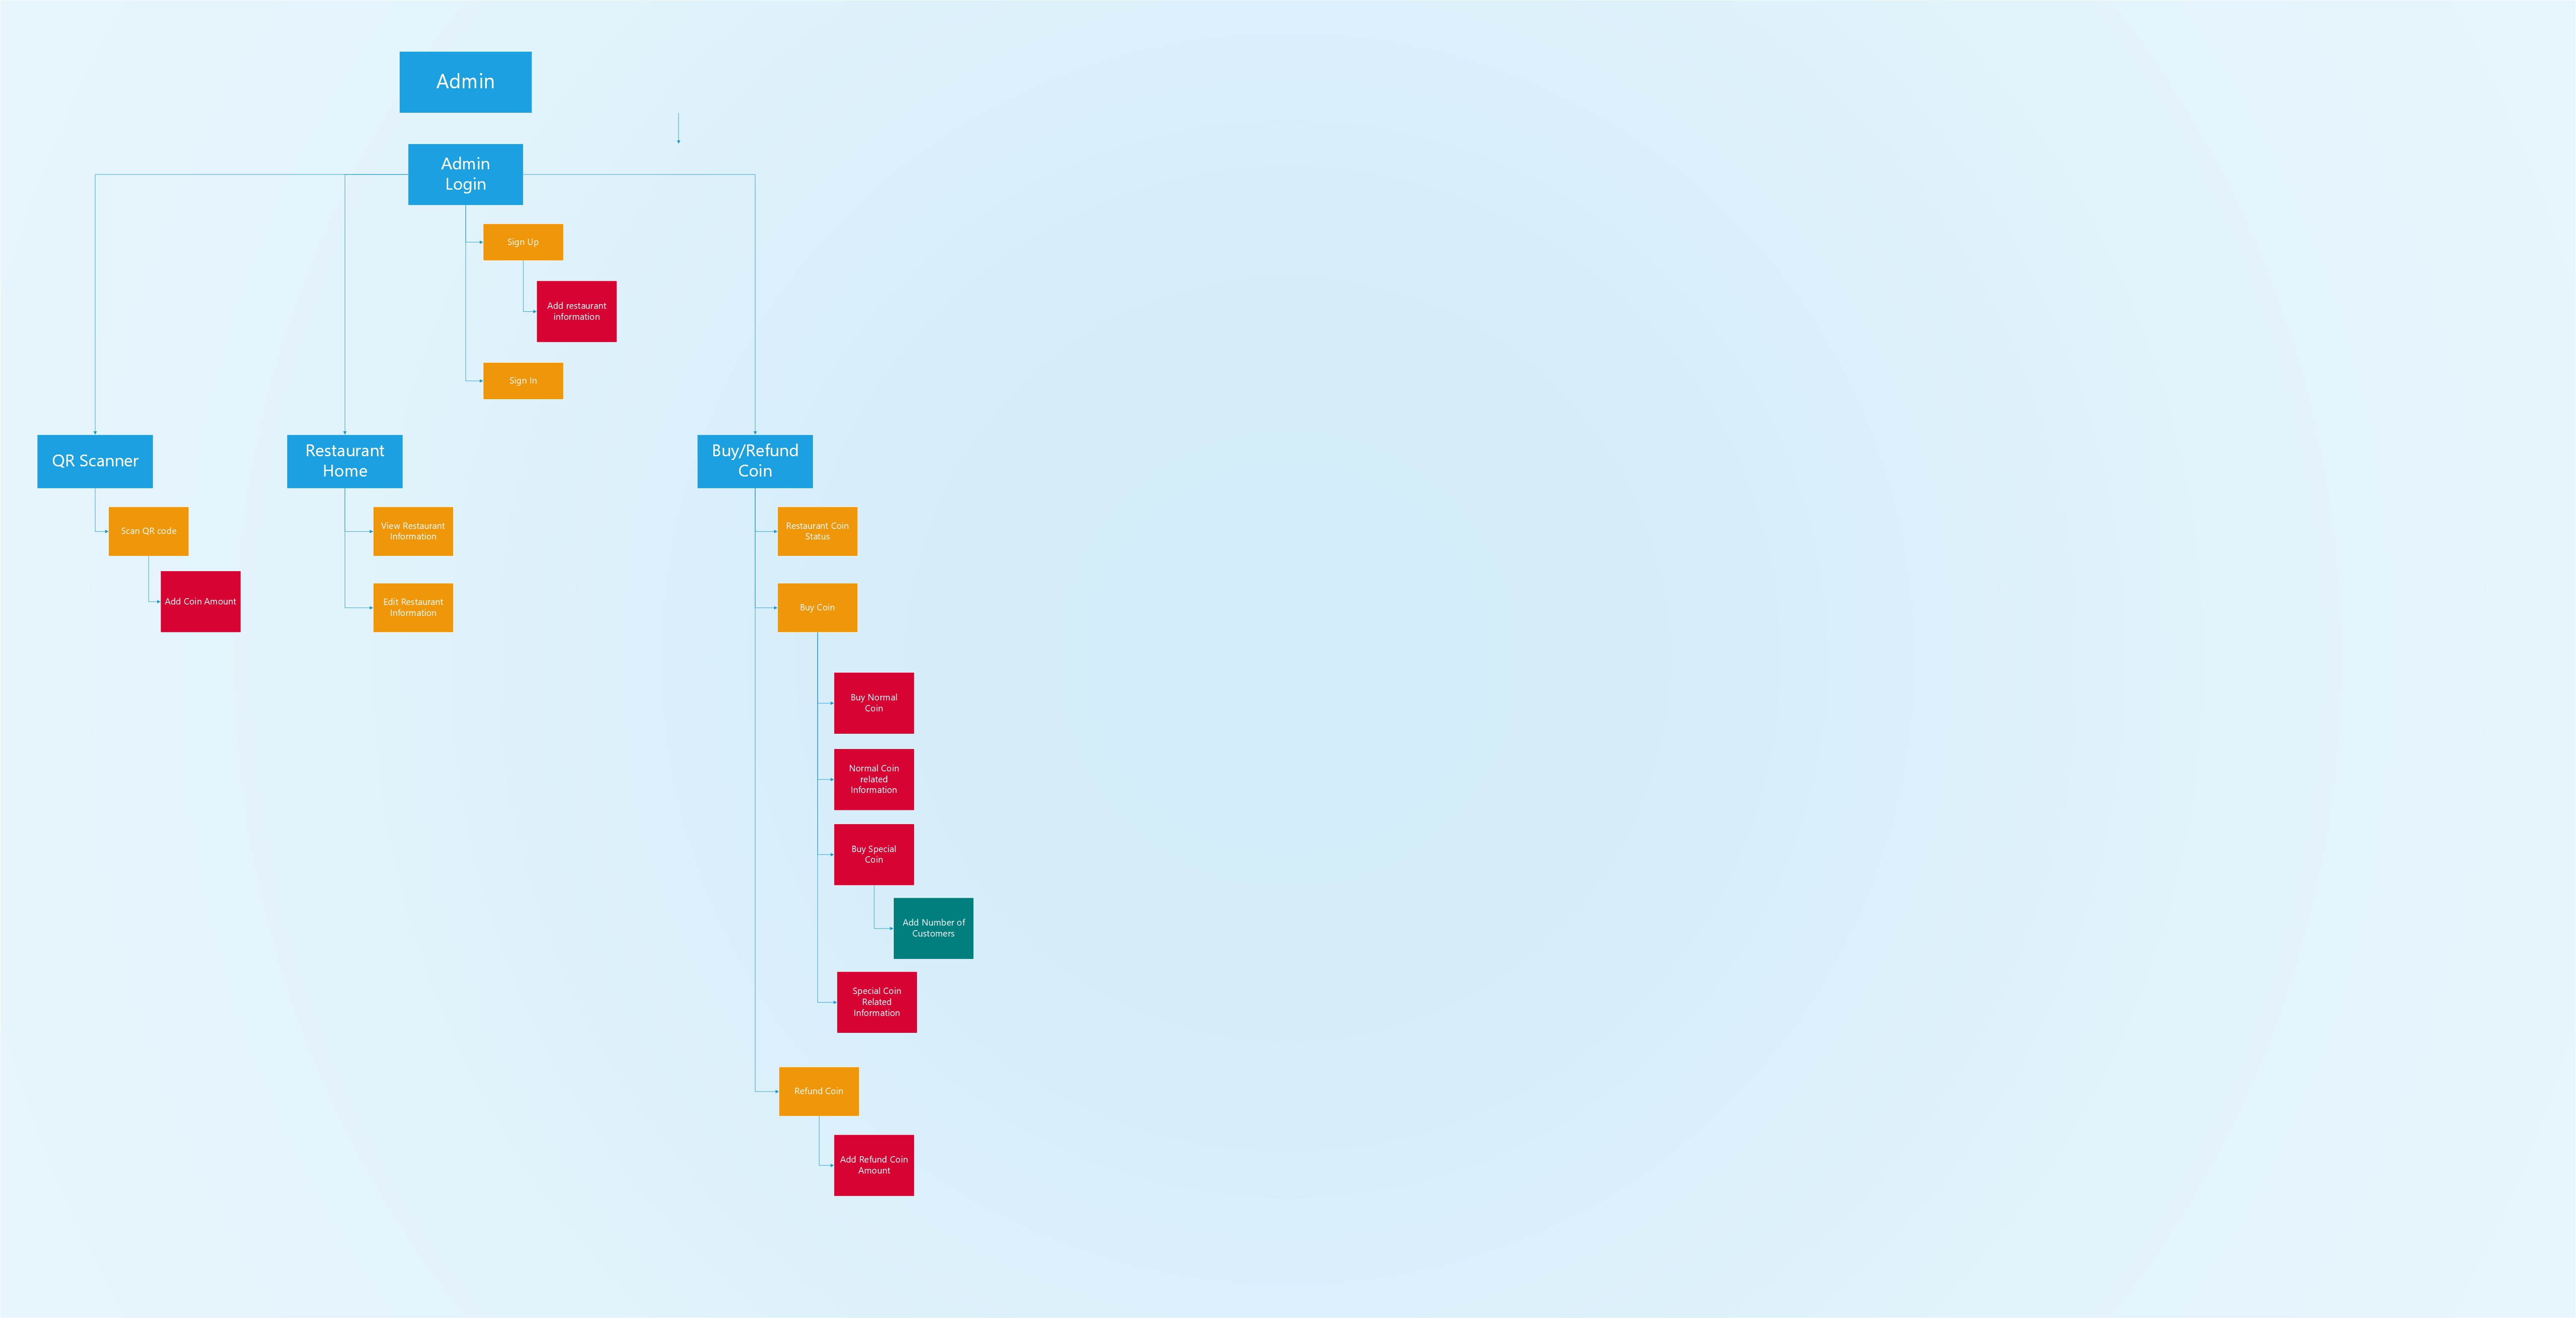 Admin
Admin
Login
Sign Up
Add restaurant
information
Sign In
QR Scanner
Scan QR code
Add Coin Amount
Restaurant
Home
View Restaurant
Information
Edit Restaurant
Information
Buy/Refund
Coin
Restaurant Coin
Status
Buy Coin
Buy Normal
Coin
Normal Coin
related
Information
Buy Special
Coin
Add Number of
Customers
Special Coin
Related
Information
Refund Coin
Add Refund Coin
Amount